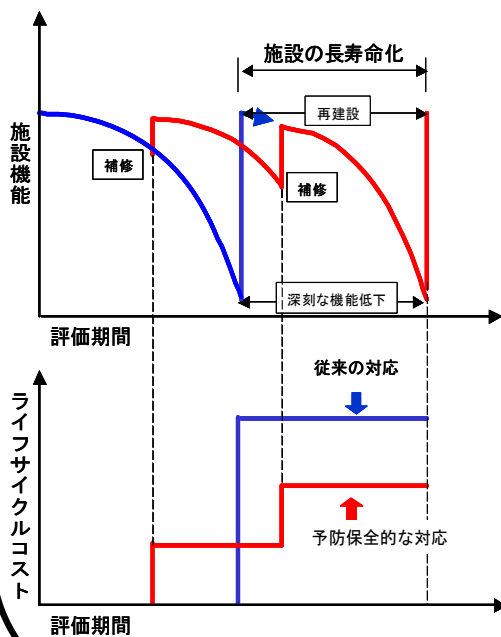 施設の長寿命化
再建設
施設機能
補修
補修
深刻な機能低下
評価期間
従来の対応
ライフサイクルコスト
予防保全的な対応
評価期間